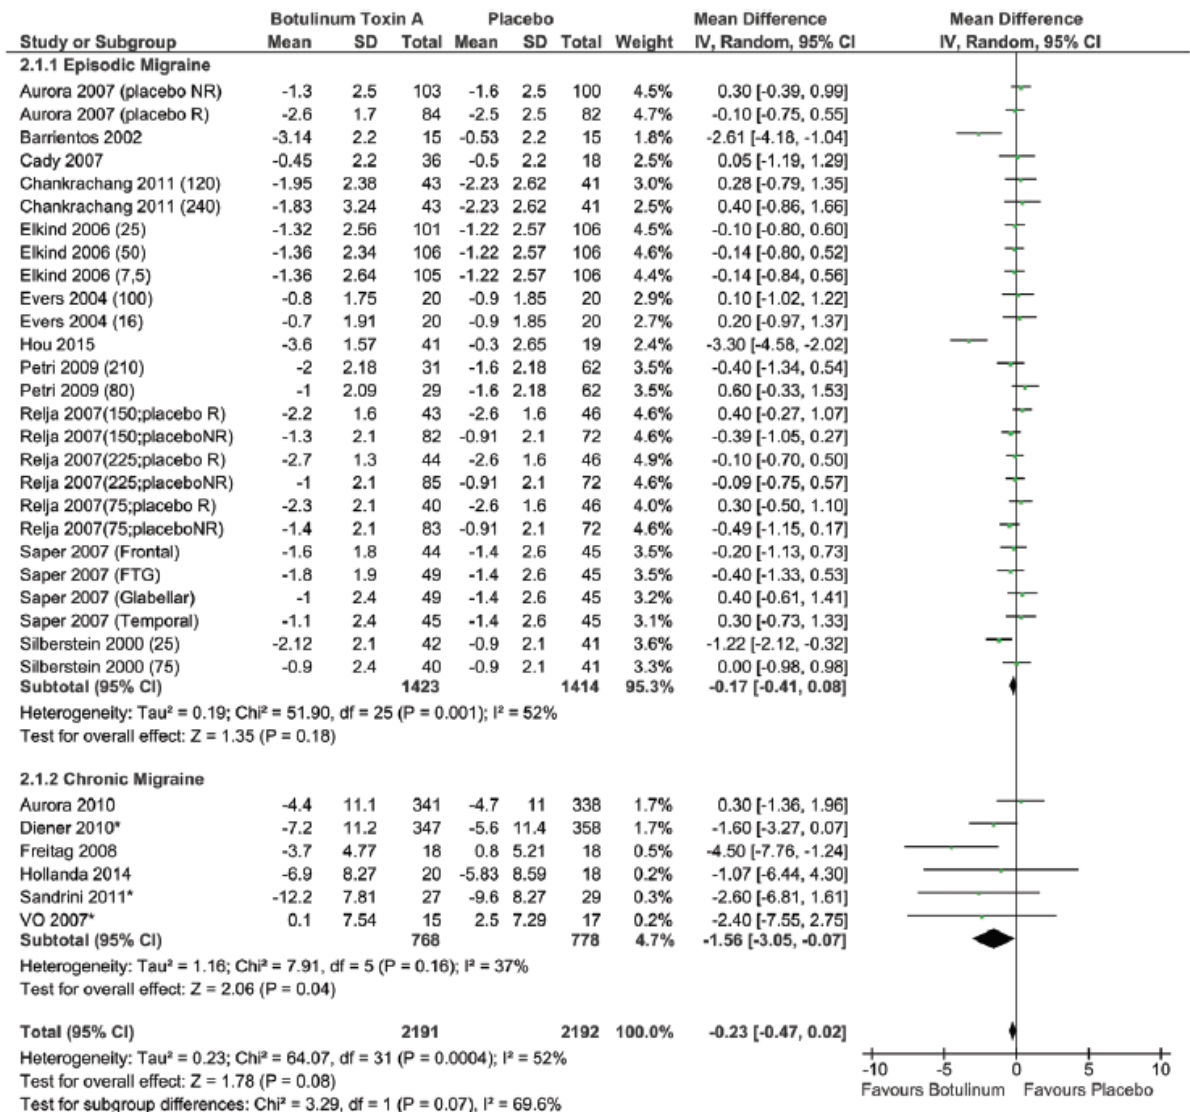 Botulinum Toxin A Placebo Mean Difference Mean Difference
Study or Subgroup Mean SD Total Mean SD Total Weight IV, Random, 95% CI IV, Random, 95% CI
2.1.1 Episodic Migraine
Aurora 2007 (placebo NR) -1.3 2.5 103 -1.6 2.5 100 4.5% 0.30 [-0.39, 0.99]
Aurora 2007 (placebo R) -2.6 1.7 84 -2.5 2.5 82 4.7% -0.10 [-0.75, 0.55]
Barrientos 2002 -3.14 2.2 15 -0.53 2.2 15 1.8% -2.61 [-4.18, -1.04]
Cady 2007 -0.45 2.2 36 -0.5 2.2 18 2.5% 0.05 [-1.19, 1.29]
Chankrachang 2011 (120) -1.95 2.38 43 -2.23 2.62 41 3.0% 0.28 [-0.79, 1.35]
Chankrachang 2011 (240) -1.83 3.24 43 -2.23 2.62 41 2.5% 0.40 [-0.86, 1.66]
Elkind 2006 (25) -1.32 2.56 101 -1.22 2.57 106 4.4% -0.10 [-0.80, 0.60]
Elkind 2006 (50) -1.36 2.34 106 -1.22 2.57 106 4.6% -0.14 [-0.80, 0.52]
Elkind 2006 (7,5) -1.36 2.64 105 -1.22 2.57 106 4.4% -0.14 [-0.84, 0.56]
Evers 2004 (100) -0.8 1.75 20 -0.9 1.85 20 2.9% 0.10 [-1.02, 1.22]
Evers 2004 (16) -0.7 1.91 20 -0.9 1.85 20 2.7% 0.20 [-0.97, 1.37]
Hou 2015 -3.6 1.57 41 -0.3 2.65 19 2.4% -3.30 [-4.58, -2.02]
Petri 2009 (210) -2 2.18 31 -1.6 2.18 62 3.5% -0.40 [-1.34, 0.54]
Petri 2009 (80) -1 2.09 29 -1.6 2.18 62 3.5% 0.60 [-0.33, 1.53]
Relja 2007(150;placebo R) -2.2 1.6 43 -2.6 1.6 46 4.6% 0.40 [-0.27, 1.07]
Relja 2007(150;placeboNR) -1.3 2.1 82 -0.91 2.1 72 4.6% -0.39 [-1.05, 0.27]
Relja 2007(225;placebo R) -2.7 1.3 44 -2.6 1.6 46 4.9% -0.10 [-0.70, 0.50]
Relja 2007(225;placeboNR) -1 2.1 85 -0.91 2.1 72 4.6% -0.09 [-0.75, 0.57]
Relja 2007(75;placebo R) -2.3 2.1 40 -2.6 1.6 46 4.0% 0.30 [-0.50, 1.10]
Relja 2007(75;placeboNR) -1.4 2.1 83 -0.91 2.1 72 4.6% -0.49 [-1.15, 0.17]
Saper 2007 (Frontal) -1.6 1.8 44 -1.4 2.6 45 3.5% -0.20 [-1.13, 0.73]
Saper 2007 (FTG) -1.8 1.9 49 -1.4 2.6 45 3.5% -0.40 [-1.33, 0.53]
Saper 2007 (Glabellar) -1 2.4 49 -1.4 2.6 45 3.2% 0.40 [-0.61, 1.41]
Saper 2007 (Temporal) -1.1 2.4 45 -1.4 2.6 45 3.1% 0.30 [-0.73, 1.33]
Silberstein 2000 (25) -2.12 2.1 42 -0.9 2.1 41 3.6% -1.22 [-2.12, -0.32]
Silberstein 2000 (75) -0.9 2.4 40 -0.9 2.1 41 3.3% 0.00 [-0.98, 0.98]
Subtotal (95% CI) 1423 1414 95.3% -0.17 [-0.41, 0.08]
Heterogeneity: Tau² = 0.19; Chi² = 51.90, df = 25 (P = 0.001); I² = 52%
Test for overall effect: Z = 1.35 (P = 0.18)
2.1.2 Chronic Migraine
Aurora 2010 -4.4 11.1 341 -4.7 11 338 1.7% 0.30 [-1.36, 1.96]
Diener 2010* -7.2 11.2 347 -5.6 11.4 358 1.7% -1.60 [-3.27, 0.07]
Freitag 2008 -3.7 4.77 18 0.8 5.21 18 0.5% -4.50 [-7.76, -1.24]
Hollanda 2014 -6.9 8.27 20 -5.83 8.59 18 0.2% -1.07 [-6.44, 4.30]
Sandrini 2011* -12.2 7.81 27 -9.6 8.27 29 0.3% -2.60 [-6.81, 1.61]
VO 2007* 0.1 7.54 15 2.5 7.29 17 0.2% -2.40 [-7.55, 2.75]
Subtotal (95% CI) 768 778 4.7% -1.56 [-3.05, -0.07]
Heterogeneity: Tau² = 1.16; Chi² = 7.91, df = 5 (P = 0.16); I² = 37%
Test for overall effect: Z = 2.06 (P = 0.04)
Total (95% CI) 2191 2192 100.0% -0.23 [-0.47, 0.02]
Heterogeneity: Tau² = 0.23; Chi² = 64.07, df = 31 (P = 0.0004); I² = 52%
Test for overall effect: Z = 1.78 (P = 0.08)
Test for subgroup differences: Chi² = 3.29, df = 1 (P = 0.07), I² = 69.6%
-10 -5 0 5 10
Favours Botulinum Favours Placebo